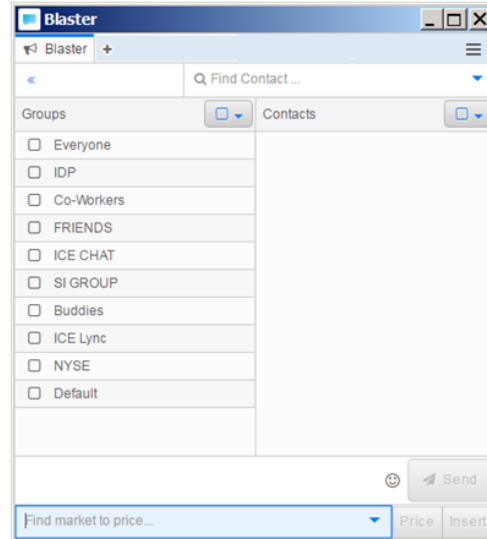 Blaster
Blaster +
« Find Contact ...
Groups Contacts
Everyone
IDP
Co-Workers
FRIENDS
ICE CHAT
SI GROUP
Buddies
ICE Lync
NYSE
Default
Send
Find market to price... Price Insert